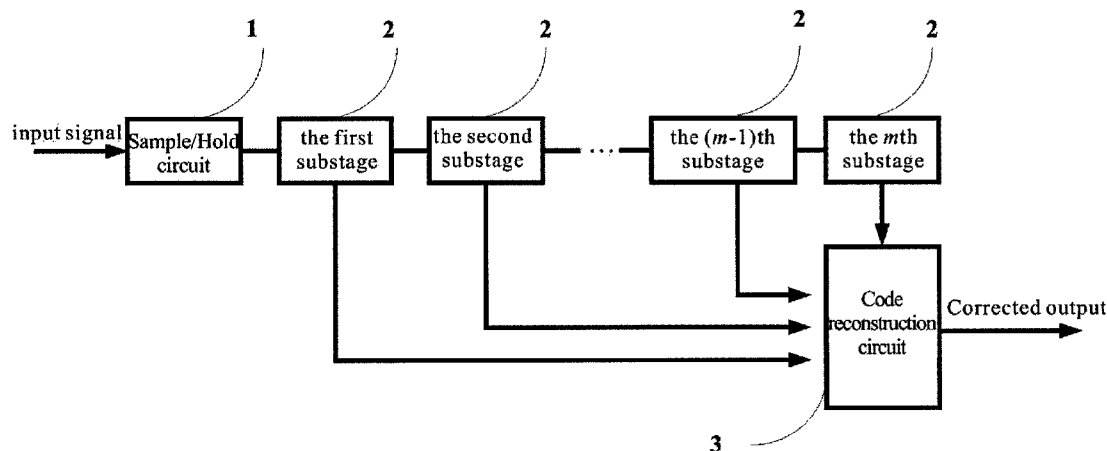 1
2
2
2
2
input signal
Sample/Hold
circuit
the first
substage
the second
substage
...
the (m-1)th
substage
the mth
substage
Code
reconstruction
circuit
Corrected output
3